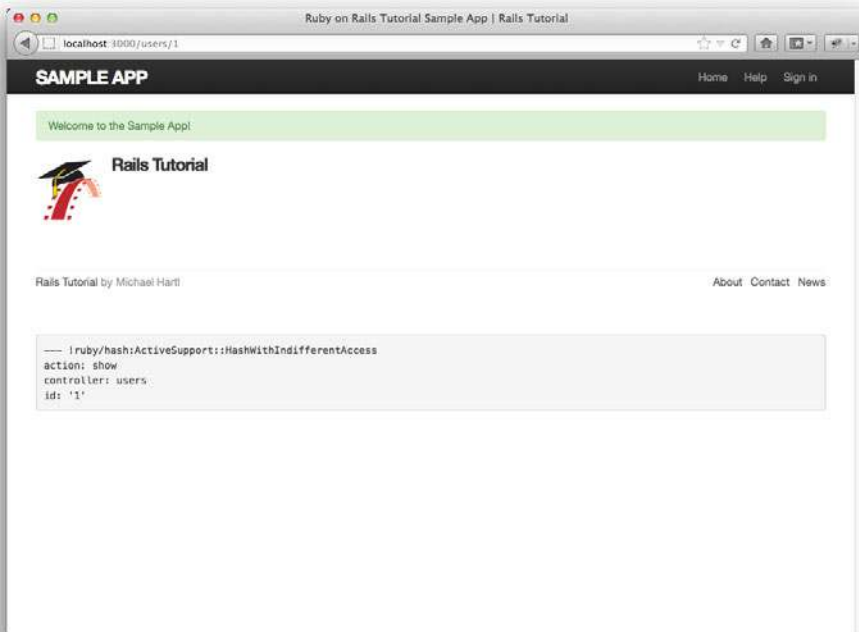 Ruby on Rails Tutorial Sample App | Rails Tutorial
localhost:3000/users/1
SAMPLE APP
Home Help Sign in
Welcome to the Sample App!
Rails Tutorial
Rails Tutorial by Michael Hartl
About Contact News
--- !ruby/hash:ActiveSupport::HashWithIndifferentAccess
action: show
controller: users
id: '1'